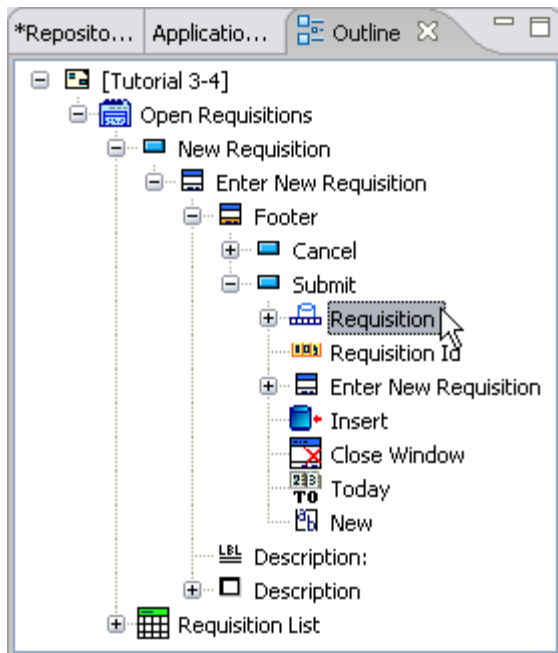 *Reposito... Applicatio... Outline
[Tutorial 3-4]
Open Requisitions
New Requisition
Enter New Requisition
Footer
Cancel
Submit
Requisition
Requisition Id
Enter New Requisition
Insert
Close Window
Today
New
LBL Description:
Description
Requisition List